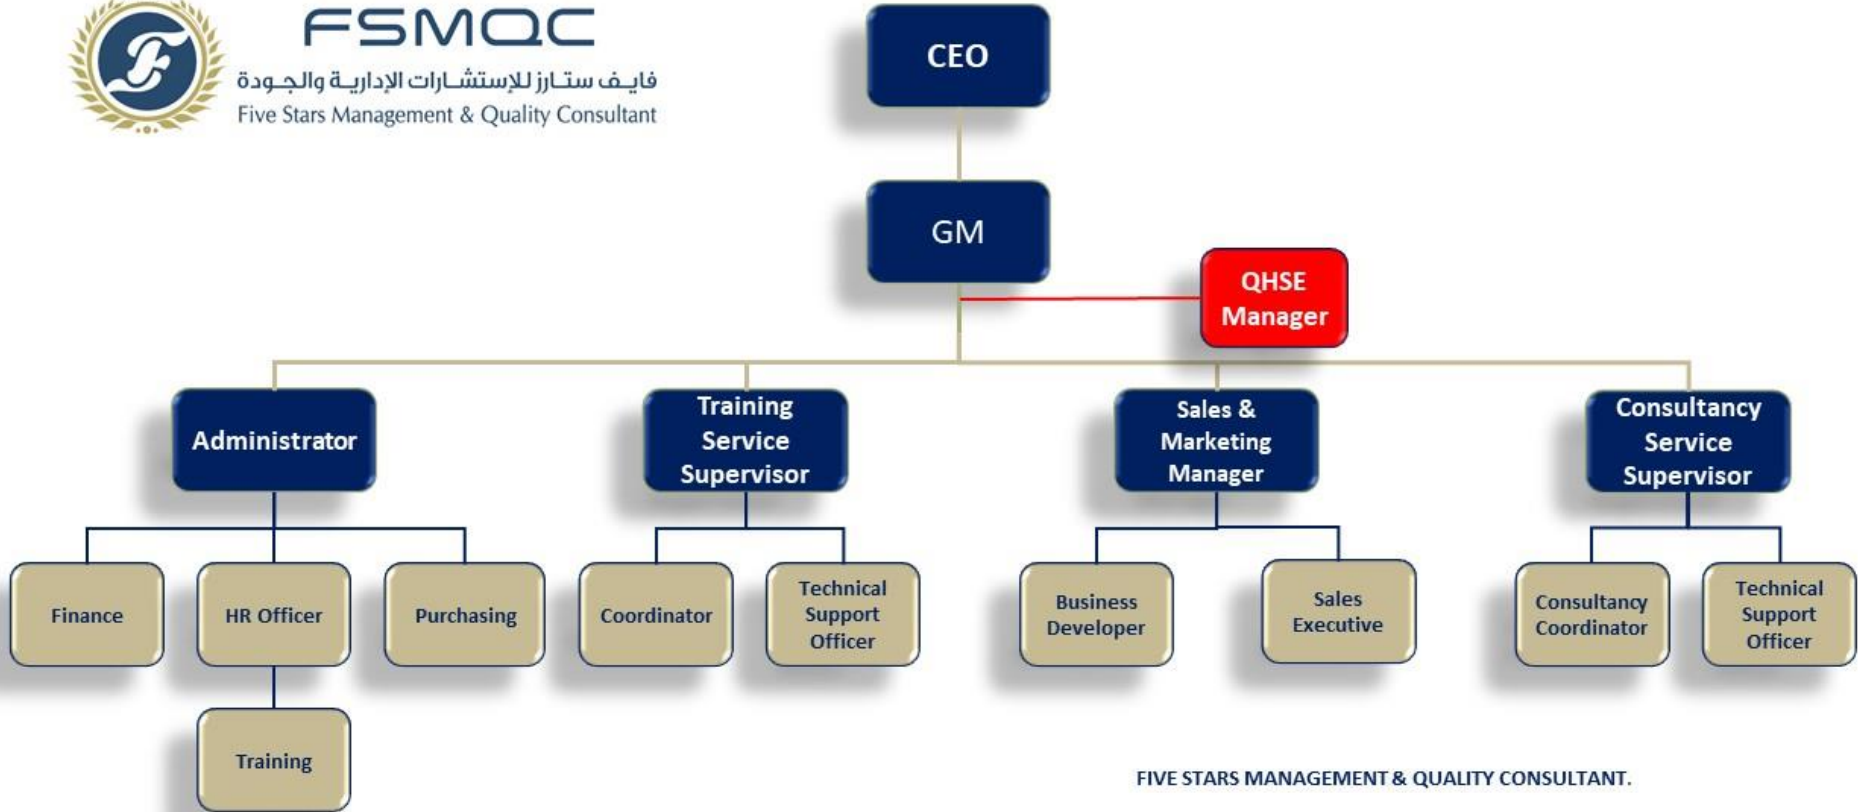 FSMQC
فايـف ستـارز للإستشـارات الإداريـة والجـودة
Five Stars Management & Quality Consultant
CEO
GM
QHSE
Manager
Administrator
Training
Service
Supervisor
Sales &
Marketing
Manager
Consultancy
Service
Supervisor
Finance
HR Officer
Purchasing
Coordinator
Technical
Support
Officer
Business
Developer
Sales
Executive
Consultancy
Coordinator
Technical
Support
Officer
Training
FIVE STARS MANAGEMENT & QUALITY CONSULTANT.